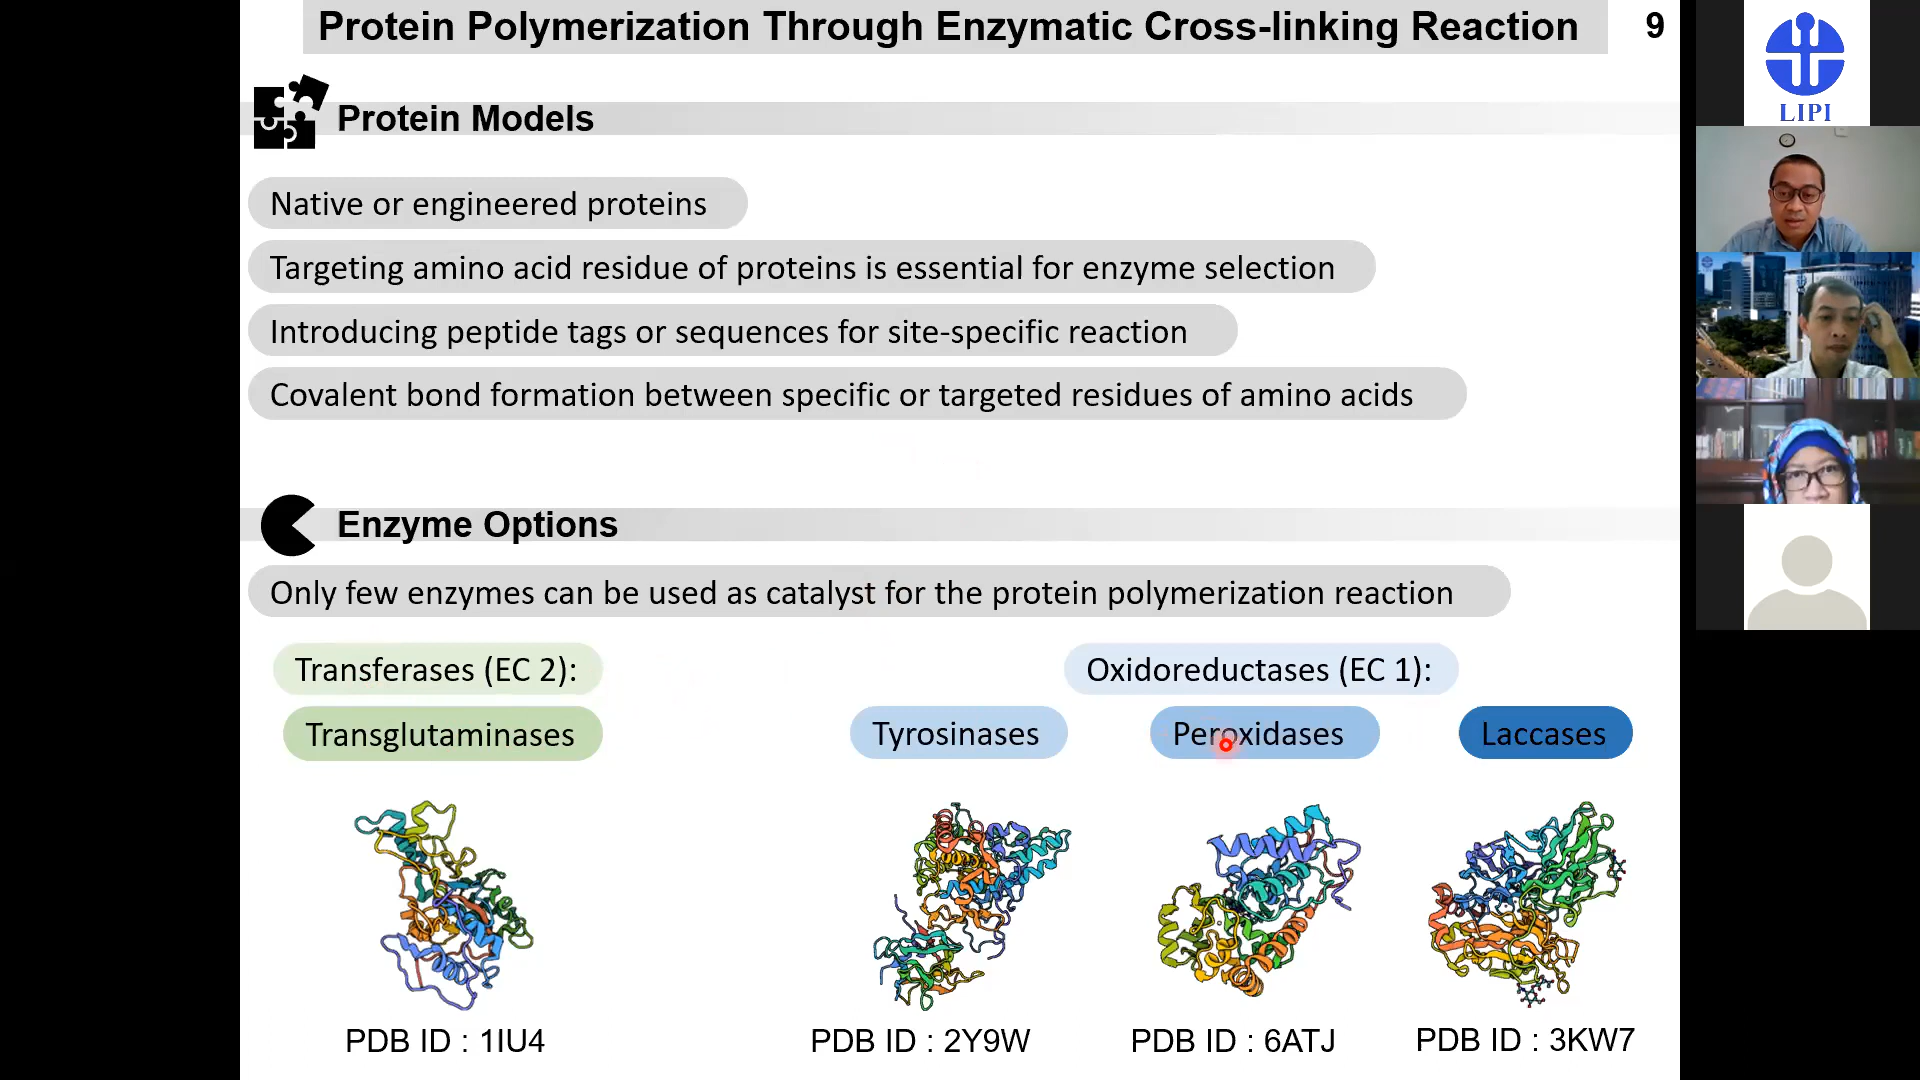 Protein Polymerization Through Enzymatic Cross-linking Reaction
9
LIPI
Protein Models
Native or engineered proteins
Targeting amino acid residue of proteins is essential for enzyme selection
Introducing peptide tags or sequences for site-specific reaction
Covalent bond formation between specific or targeted residues of amino acids
Enzyme Options
Only few enzymes can be used as catalyst for the protein polymerization reaction
Transferases (EC 2):
Oxidoreductases (EC 1):
Transglutaminases
Tyrosinases
Peroxidases
Laccases
PDB ID : 1IU4
PDB ID : 2Y9W
PDB ID : 6ATJ
PDB ID : 3KW7